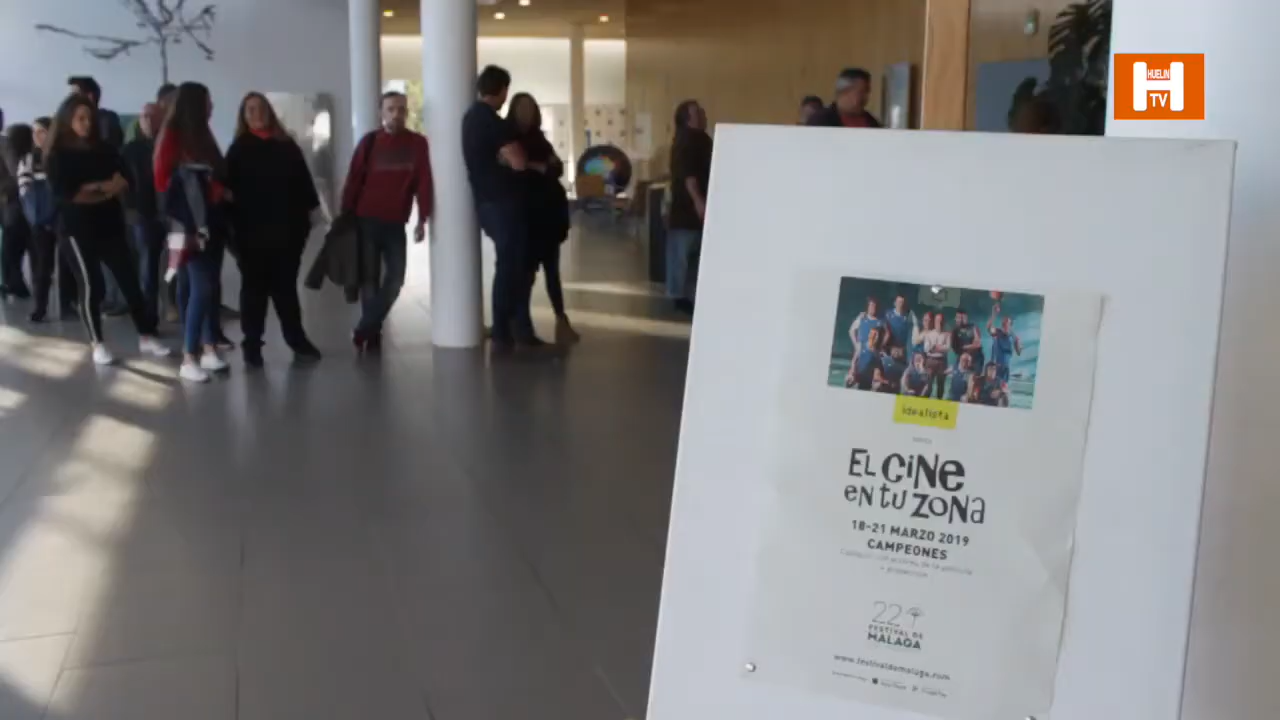 HUELIN
TV
idealista
EL CiNE
EN tU ZONa
18-21 MARZO 2019
CAMPEONES
22
FESTIVAL DE
MÁLAGA
www.festivaldemalaga.com